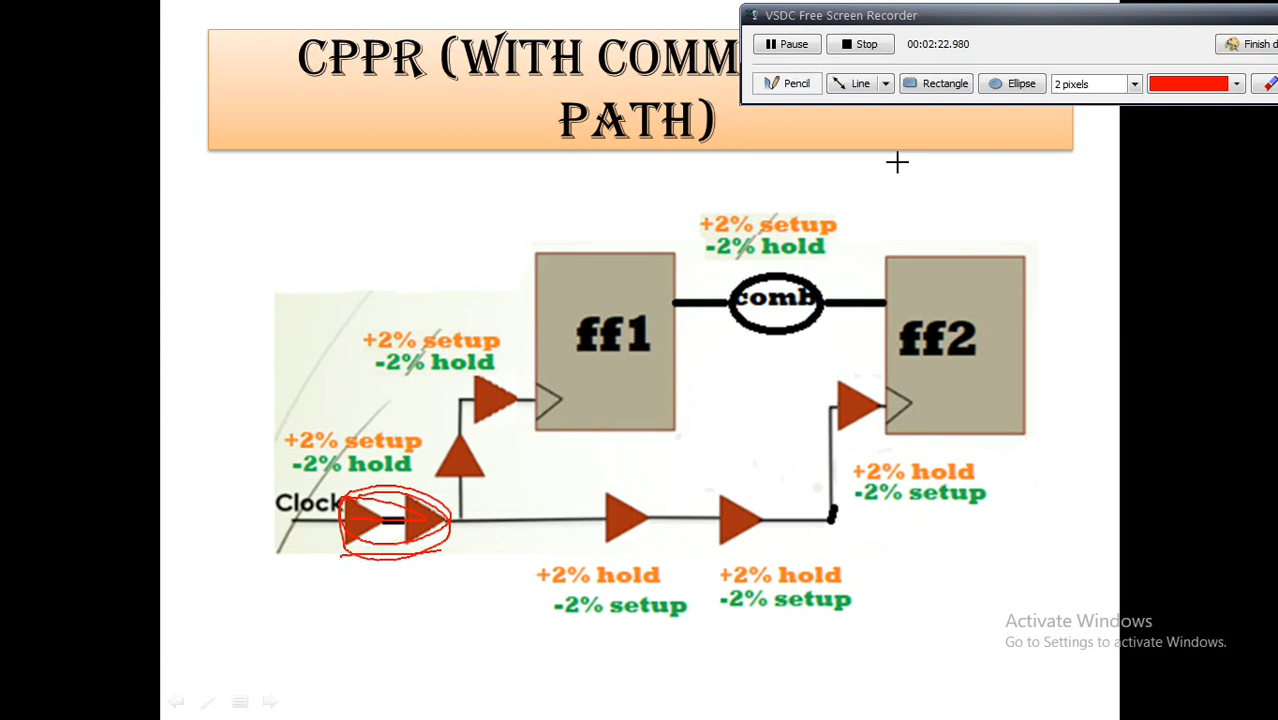 VSDC Free Screen Recorder
Pause Stop 00:02:22.980 Finish d
Pencil Line Rectangle Ellipse 2 pixels
CPPR (WITH COMM
PATH)
+2% setup
-2% hold
comb
ff1
ff2
+2% setup
-2% hold
+2% setup
-2% hold
Clock
+2% hold
-2% setup
+2% hold
-2% setup
+2% hold
-2% setup
Activate Windows
Go to Settings to activate Windows.